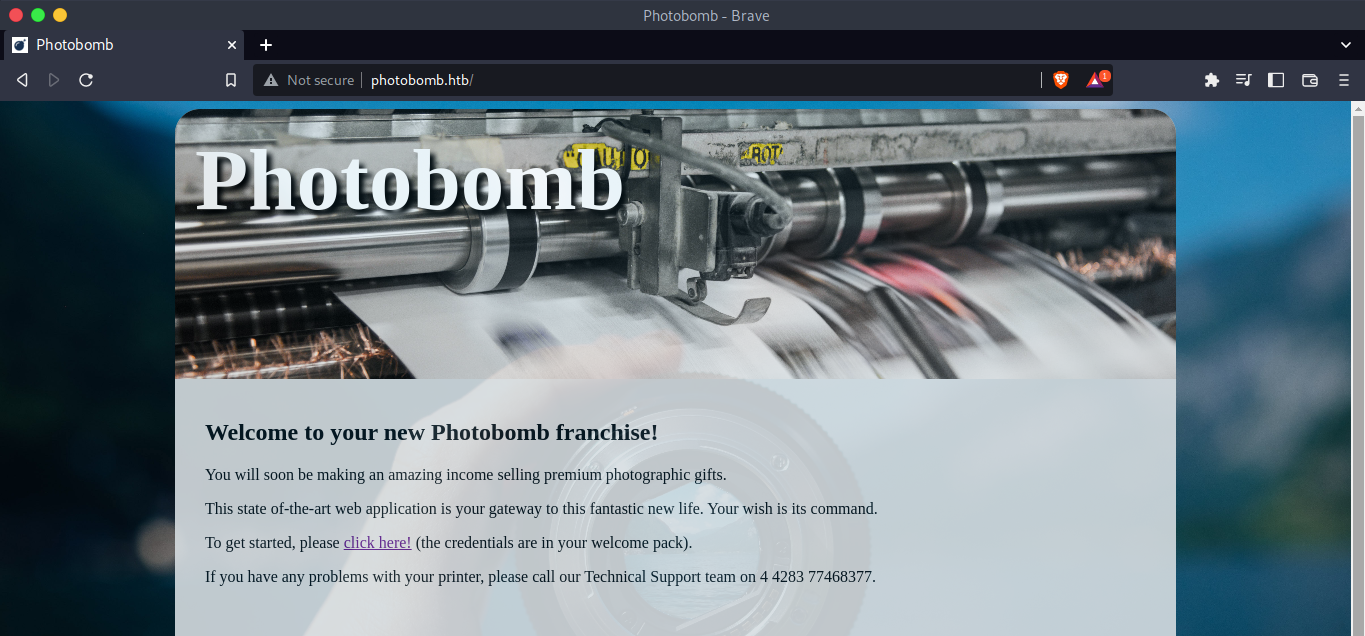 Photobomb - Brave
Photobomb
Not secure photobomb.htb/
1
Photobomb
Welcome to your new Photobomb franchise!
You will soon be making an amazing income selling premium photographic gifts.
This state of-the-art web application is your gateway to this fantastic new life. Your wish is its command.
To get started, please click here! (the credentials are in your welcome pack).
If you have any problems with your printer, please call our Technical Support team on 4 4283 77468377.